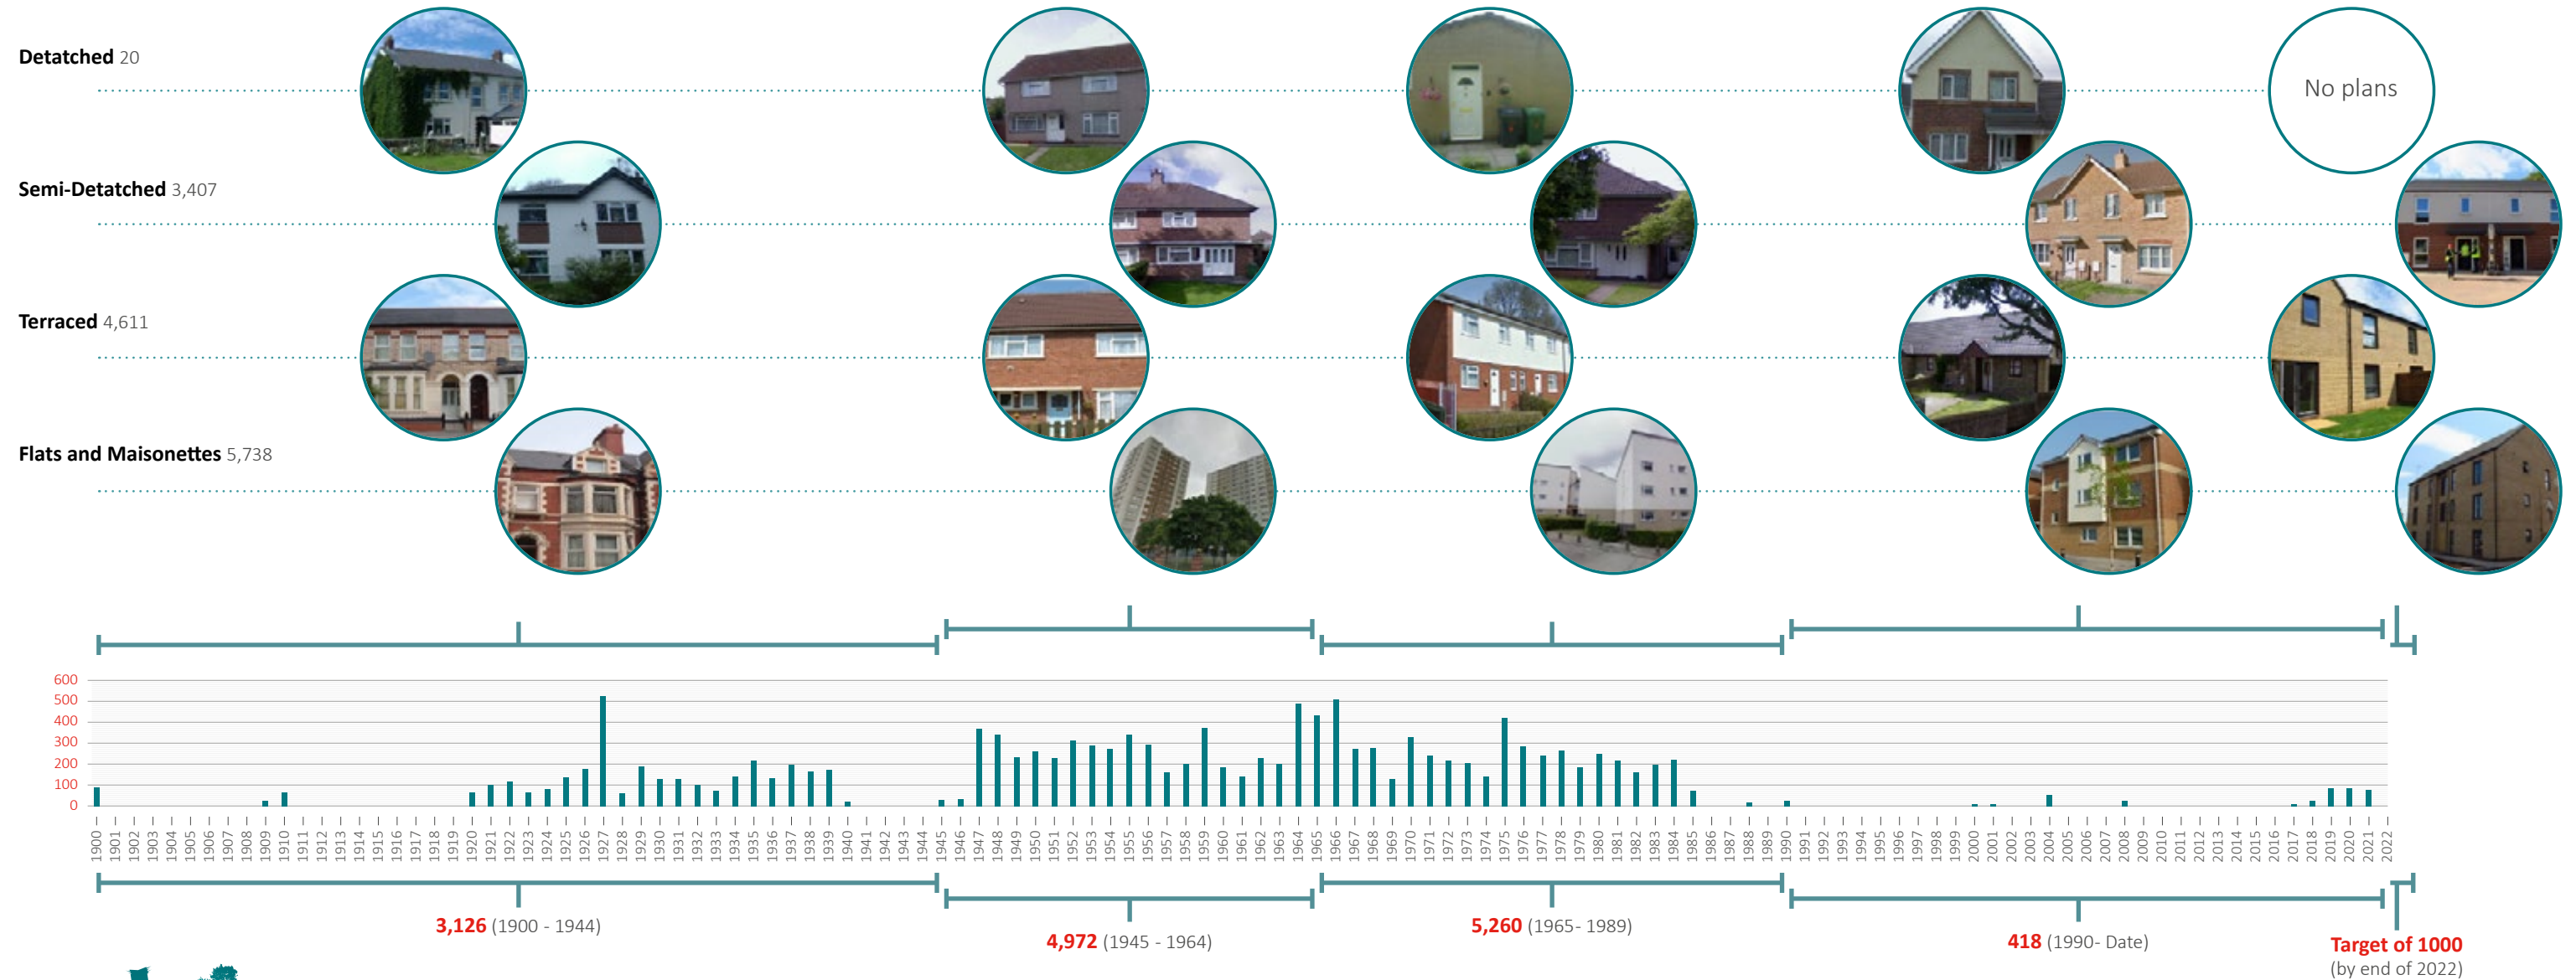 Detatched 20
No plans
Semi-Detatched 3,407
Terraced 4,611
Flats and Maisonettes 5,738
600
500
400
300
200
100
0
1900 1901 1902 1903 1904 1905 1906 1907 1908 1909 1910 1911 1912 1913 1914 1915 1916 1917 1918 1919 1920 1921 1922 1923 1924 1925 1926 1927 1928 1929 1930 1931 1932 1933 1934 1935 1936 1937 1938 1939 1940 1941 1942 1943 1944 1945 1946 1947 1948 1949 1950 1951 1952 1953 1954 1955 1956 1957 1958 1959 1960 1961 1962 1963 1964 1965 1966 1967 1968 1969 1970 1971 1972 1973 1974 1975 1976 1977 1978 1979 1980 1981 1982 1983 1984 1985 1986 1987 1988 1989 1990 1991 1992 1993 1994 1995 1996 1997 1998 1999 2000 2001 2002 2003 2004 2005 2006 2007 2008 2009 2010 2011 2012 2013 2014 2015 2016 2017 2018 2019 2020 2021 2022
3,126 (1900 - 1944)
4,972 (1945 - 1964)
5,260 (1965- 1989)
418 (1990- Date)
Target of 1000
(by end of 2022)